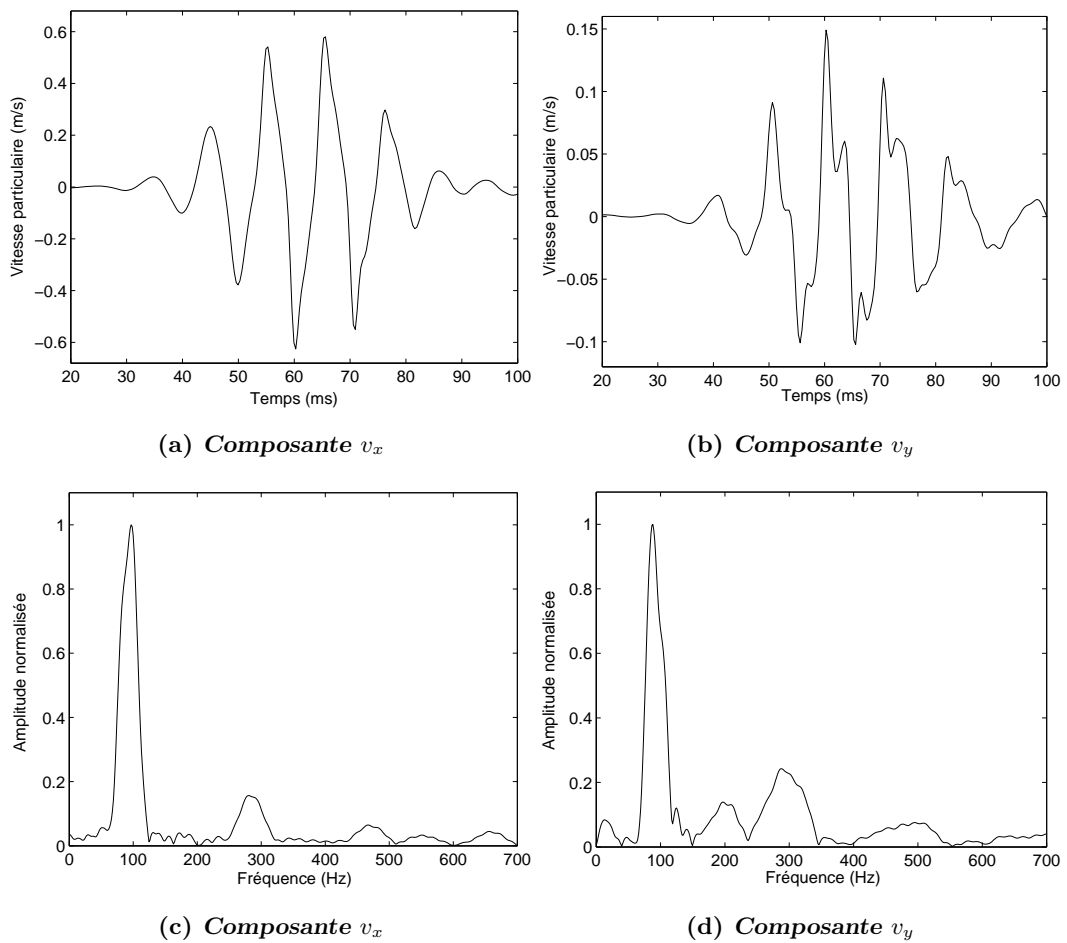 0.6
0.4
0.2
0
−0.2
−0.4
−0.6
Vitesse particulaire (m/s)
20 30 40 50 60 70 80 90 100
Temps (ms)
(a) Composante vₓ
0.15
0.1
0.05
0
−0.05
−0.1
Vitesse particulaire (m/s)
20 30 40 50 60 70 80 90 100
Temps (ms)
(b) Composante v_y
1
0.8
0.6
0.4
0.2
0
Amplitude normalisée
0 100 200 300 400 500 600 700
Fréquence (Hz)
(c) Composante vₓ
1
0.8
0.6
0.4
0.2
0
Amplitude normalisée
0 100 200 300 400 500 600 700
Fréquence (Hz)
(d) Composante v_y